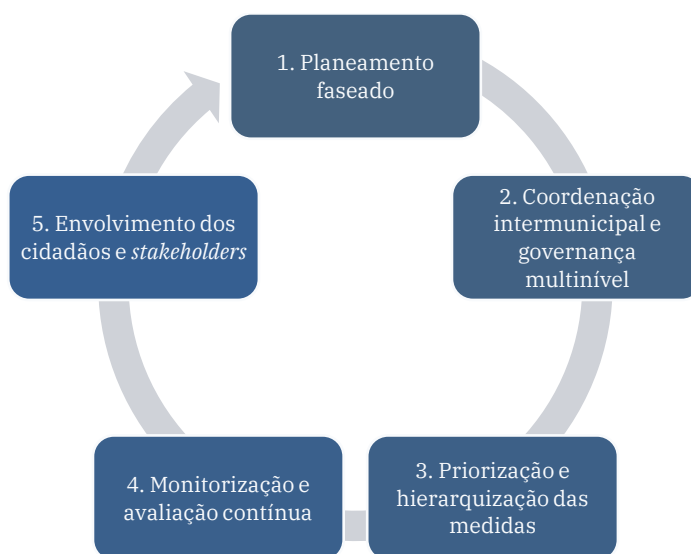 1. Planeamento
faseado
2. Coordenação
intermunicipal e
governança
multinível
3. Priorização e
hierarquização das
medidas
4. Monitorização e
avaliação contínua
5. Envolvimento dos
cidadãos e stakeholders